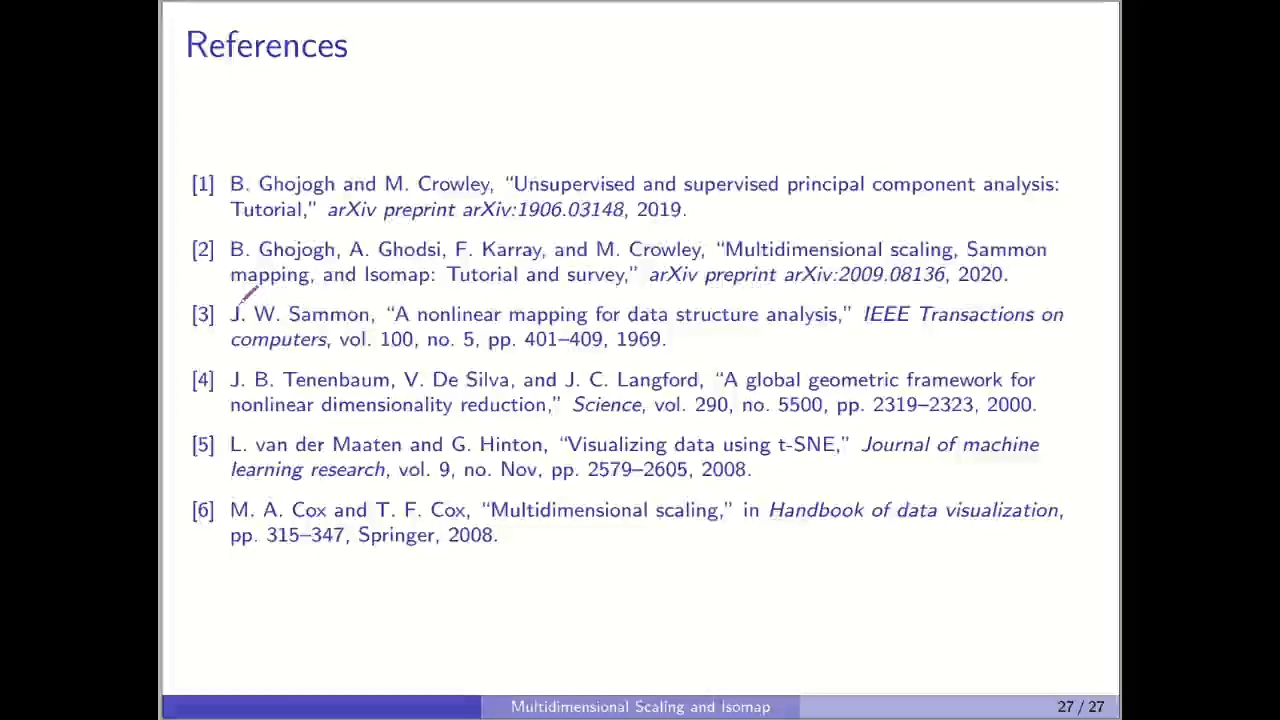 References
[1] B. Ghojogh and M. Crowley, “Unsupervised and supervised principal component analysis:
Tutorial,” arXiv preprint arXiv:1906.03148, 2019.
[2] B. Ghojogh, A. Ghodsi, F. Karray, and M. Crowley, “Multidimensional scaling, Sammon
mapping, and Isomap: Tutorial and survey,” arXiv preprint arXiv:2009.08136, 2020.
[3] J. W. Sammon, “A nonlinear mapping for data structure analysis,” IEEE Transactions on
computers, vol. 100, no. 5, pp. 401–409, 1969.
[4] J. B. Tenenbaum, V. De Silva, and J. C. Langford, “A global geometric framework for
nonlinear dimensionality reduction,” Science, vol. 290, no. 5500, pp. 2319–2323, 2000.
[5] L. van der Maaten and G. Hinton, “Visualizing data using t-SNE,” Journal of machine
learning research, vol. 9, no. Nov, pp. 2579–2605, 2008.
[6] M. A. Cox and T. F. Cox, “Multidimensional scaling,” in Handbook of data visualization,
pp. 315–347, Springer, 2008.
Multidimensional Scaling and Isomap
27 / 27